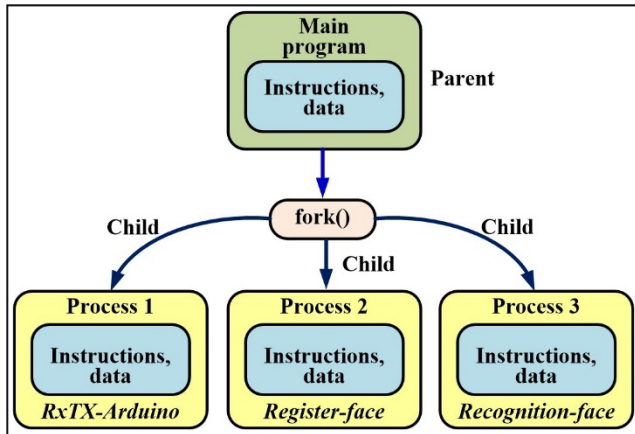 Main
program
Instructions,
data
Parent
fork()
Child
Child
Child
Process 1
Instructions,
data
RxTX-Arduino
Process 2
Instructions,
data
Register-face
Process 3
Instructions,
data
Recognition-face